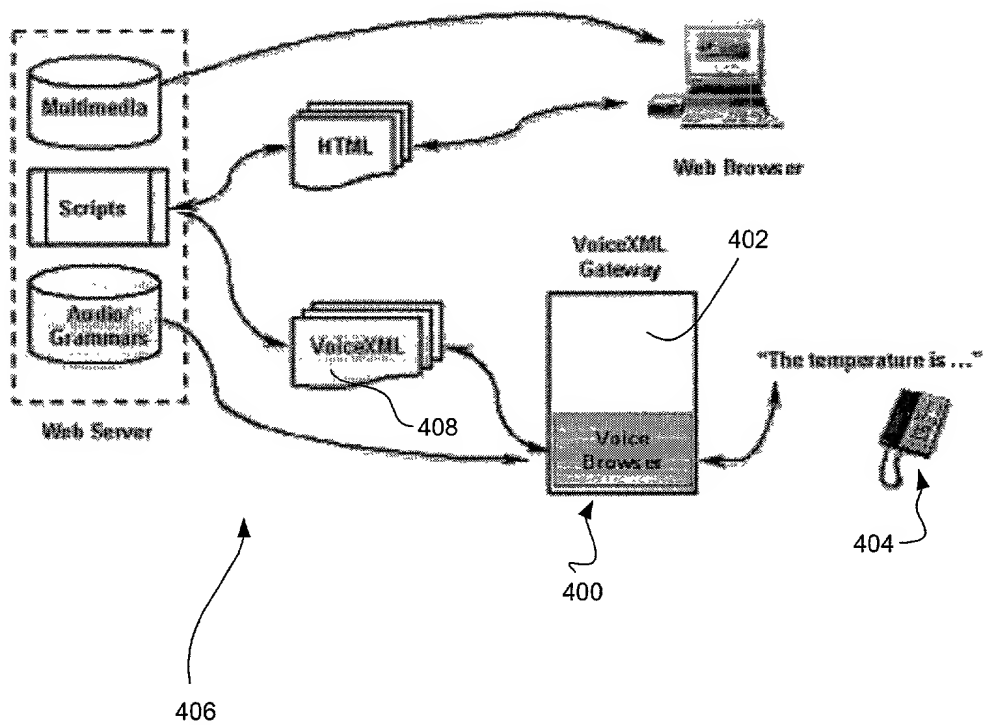 Multimedia
HTML
Web Browser
Scripts
VoiceXML
Gateway
402
Audio/
Grammars
VoiceXML
"The temperature is ..."
408
Web Server
Voice
Browser
404
400
406